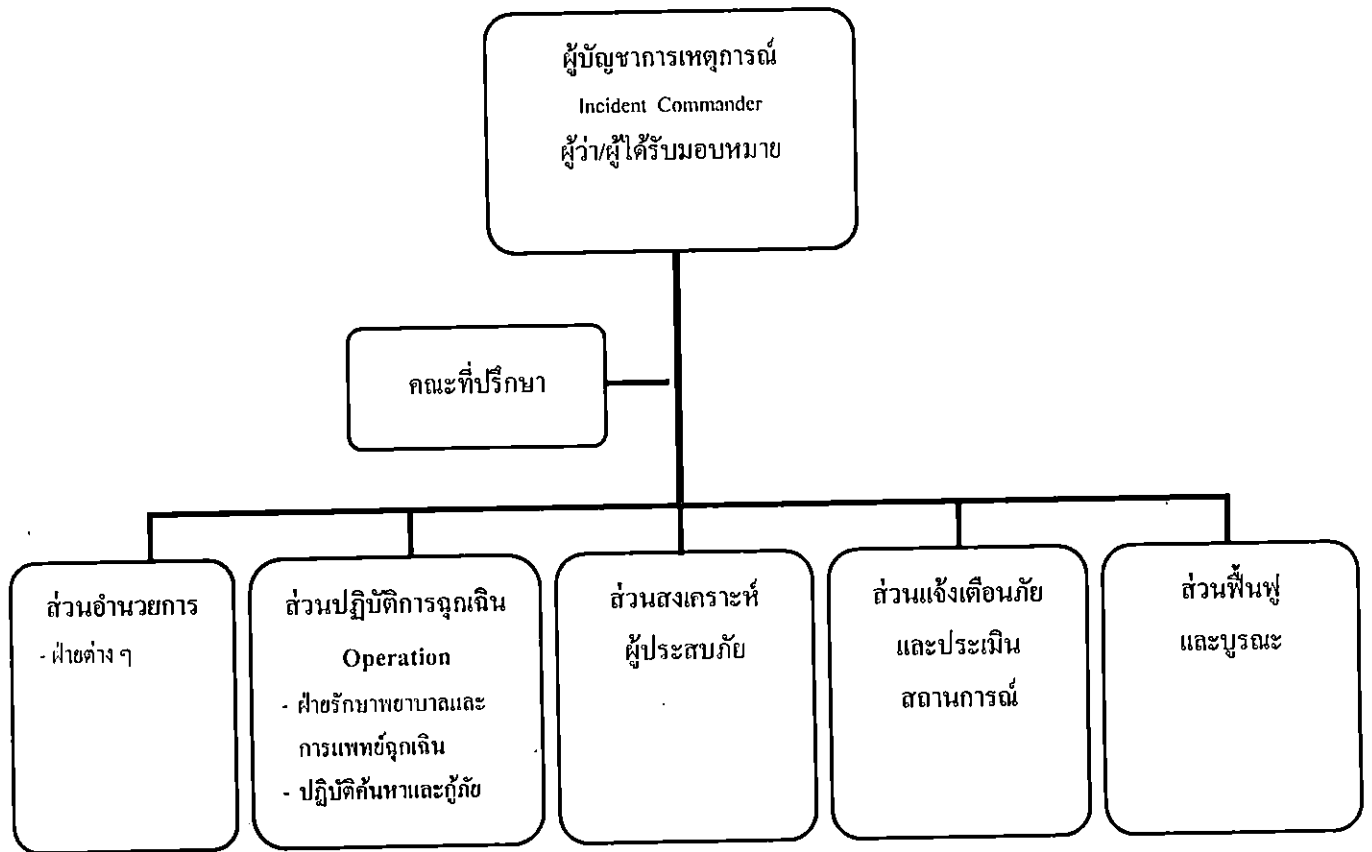 ผู้บัญชาการเหตุการณ์
Incident Commander
ผู้ว่า/ผู้ได้รับมอบหมาย
คณะที่ปรึกษา
ส่วนอำนวยการ
- ฝ่ายต่าง ๆ
ส่วนปฏิบัติการฉุกเฉิน
Operation
- ฝ่ายรักษาพยาบาลและ
การแพทย์ฉุกเฉิน
- ปฏิบัติค้นหาและกู้ภัย
ส่วนสงเคราะห์
ผู้ประสบภัย
ส่วนแจ้งเตือนภัย
และประเมิน
สถานการณ์
ส่วนฟื้นฟู
และบูรณะ